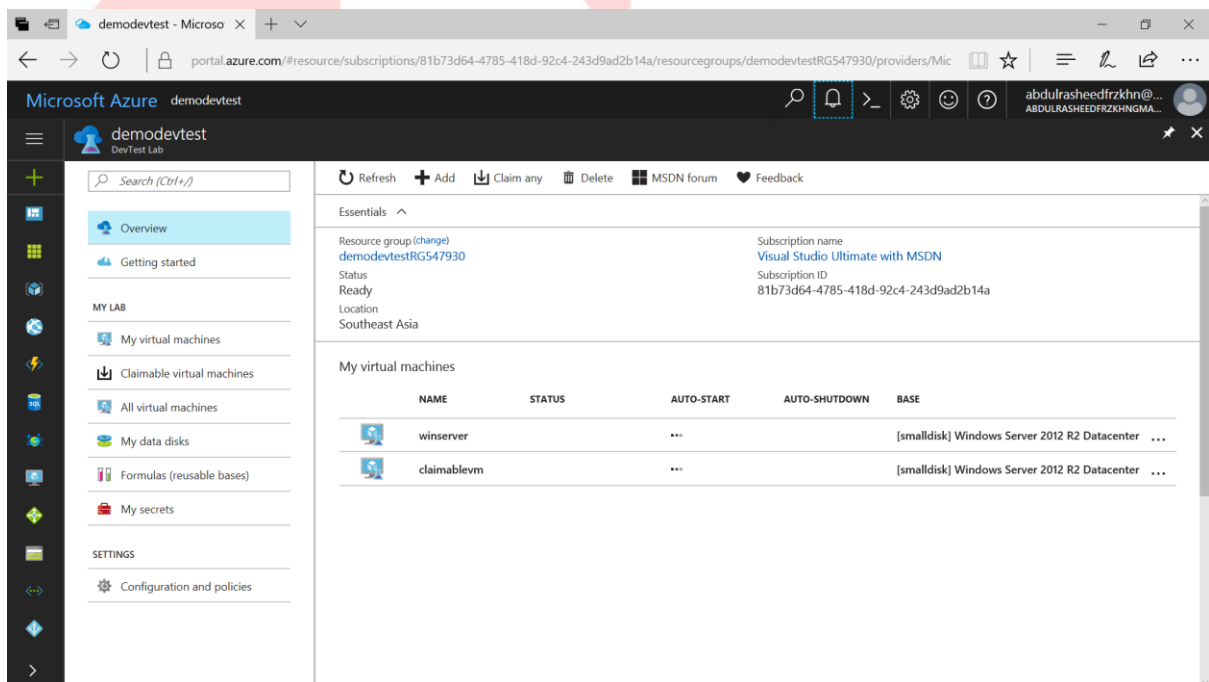 demodevtest - Microso
portal.azure.com/#resource/subscriptions/81b73d64-4785-418d-92c4-243d9ad2b14a/resourcegroups/demodevtestRG547930/providers/Mic
Microsoft Azure demodevtest
abdulrasheedfrzkhn@...
ABDULRASHEEDFRZKHNGMA...
demodevtest
DevTest Lab
Search (Ctrl+/)
Overview
Getting started
MY LAB
My virtual machines
Claimable virtual machines
All virtual machines
My data disks
Formulas (reusable bases)
My secrets
SETTINGS
Configuration and policies
Refresh Add Claim any Delete MSDN forum Feedback
Essentials
Resource group (change)
demodevtestRG547930
Status
Ready
Location
Southeast Asia
Subscription name
Visual Studio Ultimate with MSDN
Subscription ID
81b73d64-4785-418d-92c4-243d9ad2b14a
My virtual machines
NAME STATUS AUTO-START AUTO-SHUTDOWN BASE
winserver [smalldisk] Windows Server 2012 R2 Datacenter ...
claimablevm [smalldisk] Windows Server 2012 R2 Datacenter ...